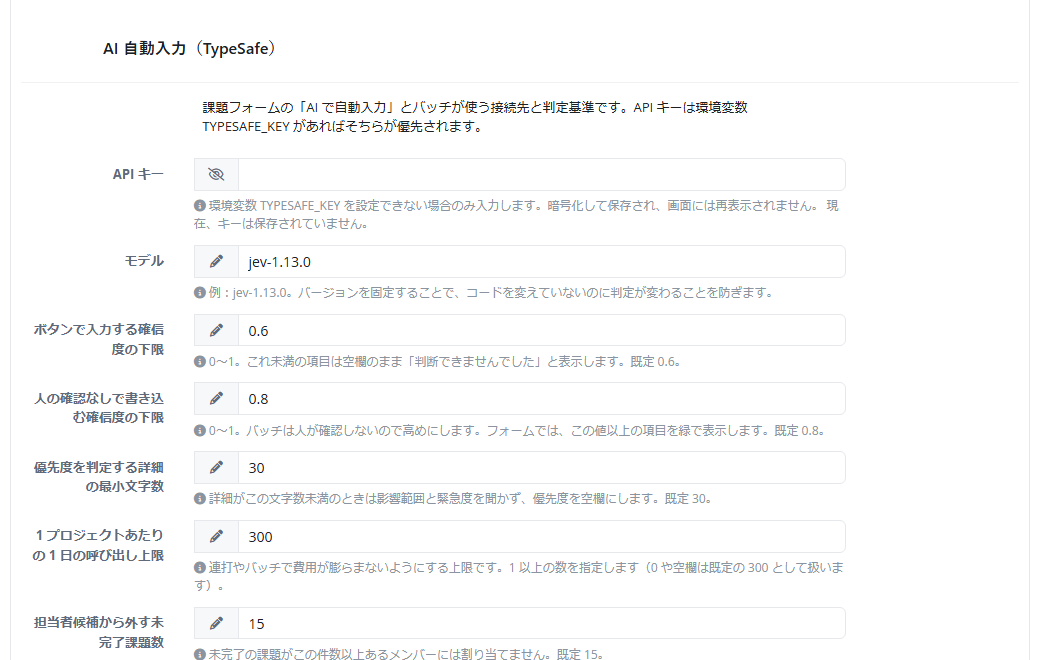 AI 自動入力（TypeSafe）
課題フォームの「AI で自動入力」とバッチが使う接続先と判定基準です。API キーは環境変数
TYPESAFE_KEY があればそちらが優先されます。
API キー
環境変数 TYPESAFE_KEY を設定できない場合のみ入力します。暗号化して保存され、画面には再表示されません。 現
在、キーは保存されていません。
モデル
jev-1.13.0
例：jev-1.13.0。バージョンを固定することで、コードを変えていないのに判定が変わることを防ぎます。
ボタンで入力する確信
度の下限
0.6
0〜1。これ未満の項目は空欄のまま「判断できませんでした」と表示します。既定 0.6。
人の確認なしで書き込
む確信度の下限
0.8
0〜1。バッチは人が確認しないので高めにします。フォームでは、この値以上の項目を緑で表示します。既定 0.8。
優先度を判定する詳細
の最小文字数
30
詳細がこの文字数未満のときは影響範囲と緊急度を聞かず、優先度を空欄にします。既定 30。
１プロジェクトあたり
の１日の呼び出し上限
300
連打やバッチで費用が膨らまないようにする上限です。1 以上の数を指定します（0 や空欄は既定の 300 として扱いま
す）。
担当者候補から外す未
完了課題数
15
未完了の課題がこの件数以上あるメンバーには割り当てません。既定 15。